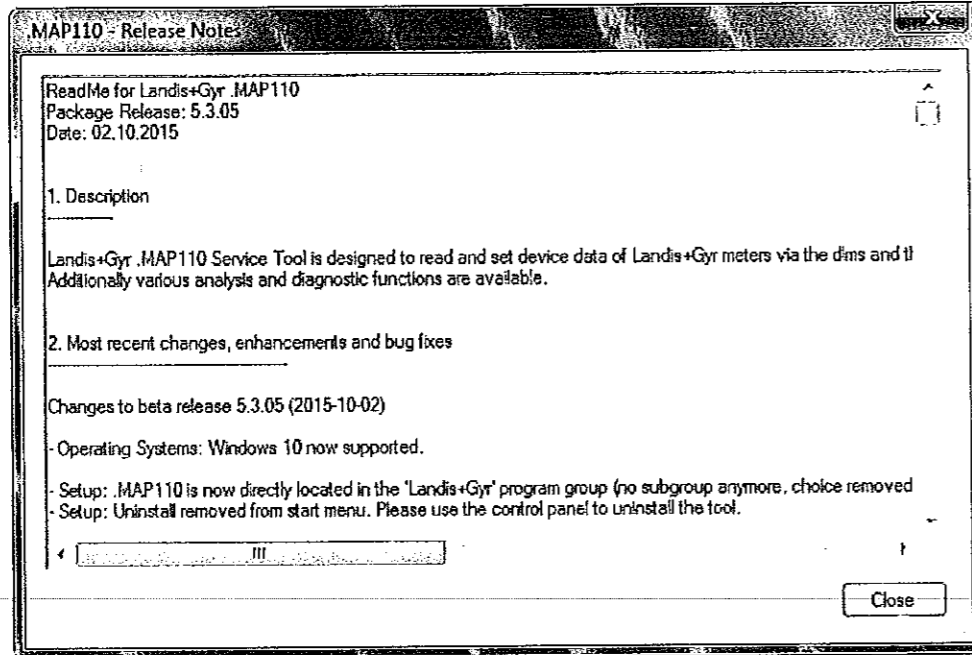 .MAP110 - Release Notes
ReadMe for Landis+Gyr .MAP110
Package Release: 5.3.05
Date: 02.10.2015
1. Description
Landis+Gyr .MAP110 Service Tool is designed to read and set device data of Landis+Gyr meters via the dlms and
Additionally various analysis and diagnostic functions are available.
2. Most recent changes, enhancements and bug fixes
Changes to beta release 5.3.05 (2015-10-02)
- Operating Systems: Windows 10 now supported.
- Setup: .MAP110 is now directly located in the 'Landis+Gyr' program group (no subgroup anymore, choice removed
- Setup: Uninstall removed from start menu. Please use the control panel to uninstall the tool.
Close